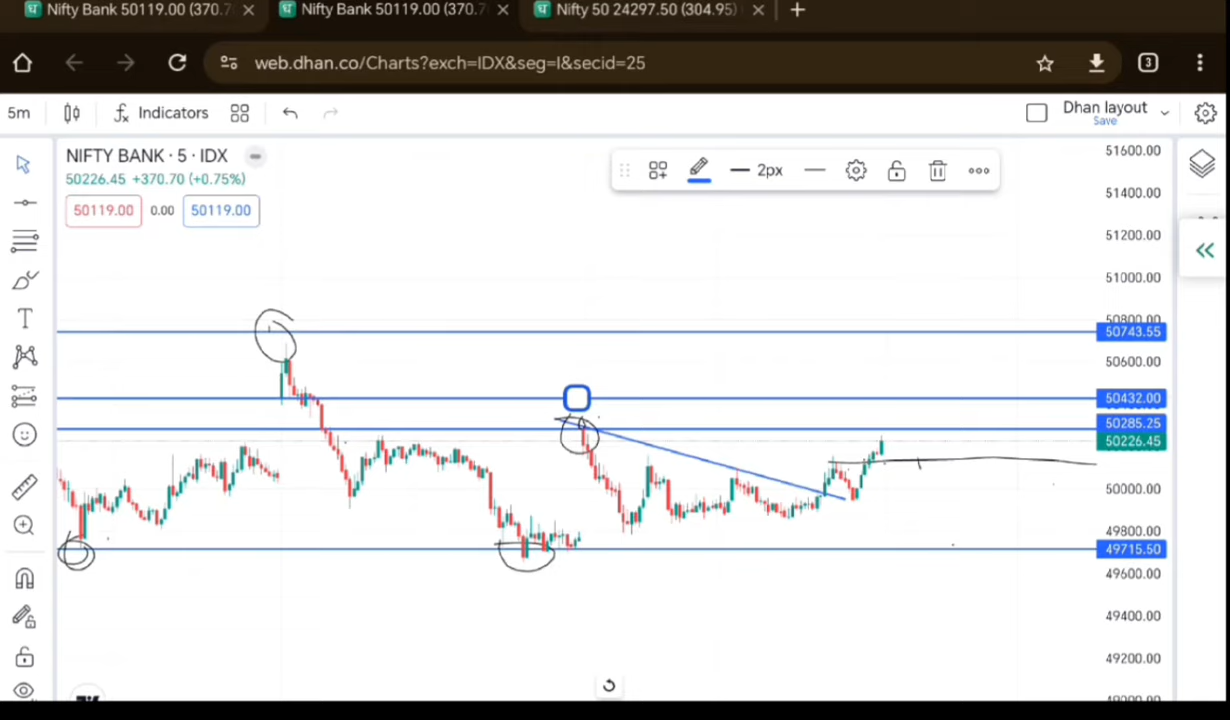 Nifty Bank 50119.00 (370.7
Nifty Bank 50119.00 (370.7
Nifty 50 24297.50 (304.95)
web.dhan.co/Charts?exch=IDX&seg=I&secid=25
3
5m
Indicators
Dhan layout
Save
NIFTY BANK · 5 · IDX
50226.45 +370.70 (+0.75%)
50119.00 0.00 50119.00
2px
51600.00
51400.00
51200.00
51000.00
50800.00
50743.55
50600.00
50432.00
50285.25
50226.45
50000.00
49800.00
49715.50
49600.00
49400.00
49200.00